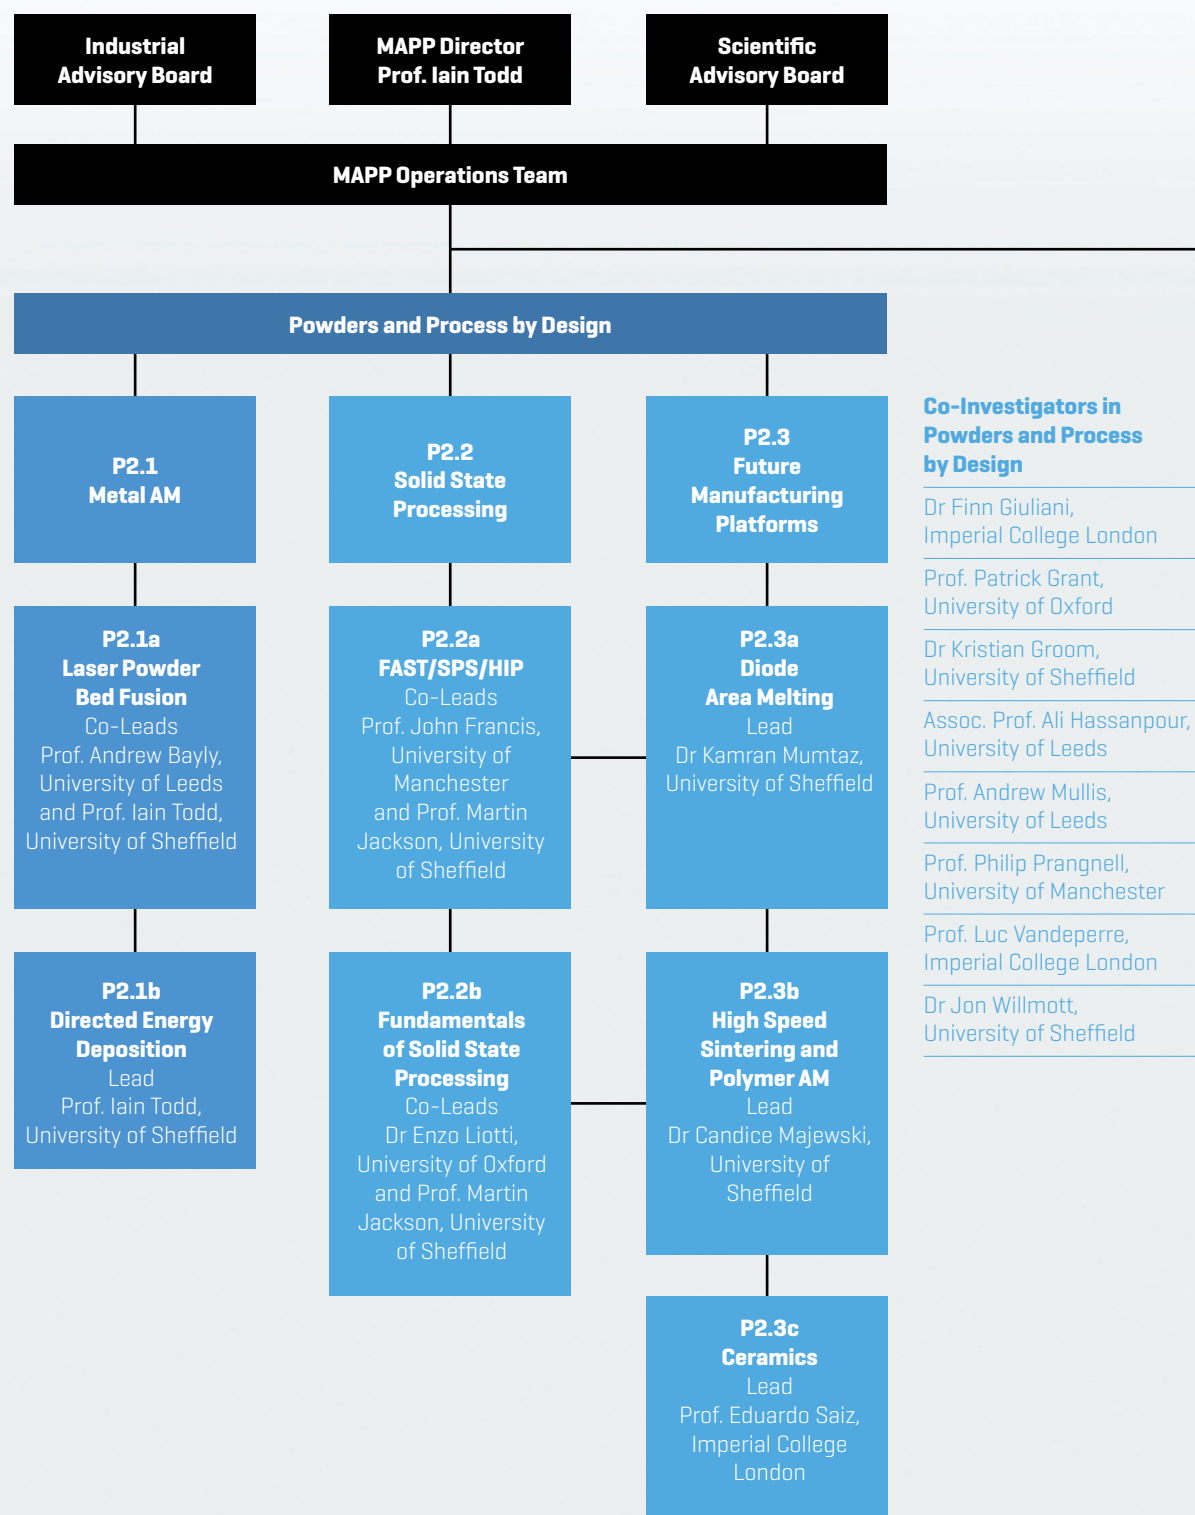 Industrial
Advisory Board
MAPP Director
Prof. Iain Todd
Scientific
Advisory Board
MAPP Operations Team
Powders and Process by Design
P2.1
Metal AM
P2.2
Solid State
Processing
P2.3
Future
Manufacturing
Platforms
P2.1a
Laser Powder
Bed Fusion
Co-Leads
Prof. Andrew Bayly,
University of Leeds
and Prof. Iain Todd,
University of Sheffield
P2.2a
FAST/SPS/HIP
Co-Leads
Prof. John Francis,
University of
Manchester
and Prof. Martin
Jackson, University
of Sheffield
P2.3a
Diode
Area Melting
Lead
Dr Kamran Mumtaz,
University of Sheffield
P2.1b
Directed Energy
Deposition
Lead
Prof. Iain Todd,
University of Sheffield
P2.2b
Fundamentals
of Solid State
Processing
Co-Leads
Dr Enzo Liotti,
University of Oxford
and Prof. Martin
Jackson, University
of Sheffield
P2.3b
High Speed
Sintering and
Polymer AM
Lead
Dr Candice Majewski,
University of
Sheffield
P2.3c
Ceramics
Lead
Prof. Eduardo Saiz,
Imperial College
London
Co-Investigators in
Powders and Process
by Design
Dr Finn Giuliani,
Imperial College London
Prof. Patrick Grant,
University of Oxford
Dr Kristian Groom,
University of Sheffield
Assoc. Prof. Ali Hassanpour,
University of Leeds
Prof. Andrew Mullis,
University of Leeds
Prof. Philip Prangnell,
University of Manchester
Prof. Luc Vandeperre,
Imperial College London
Dr Jon Willmott,
University of Sheffield